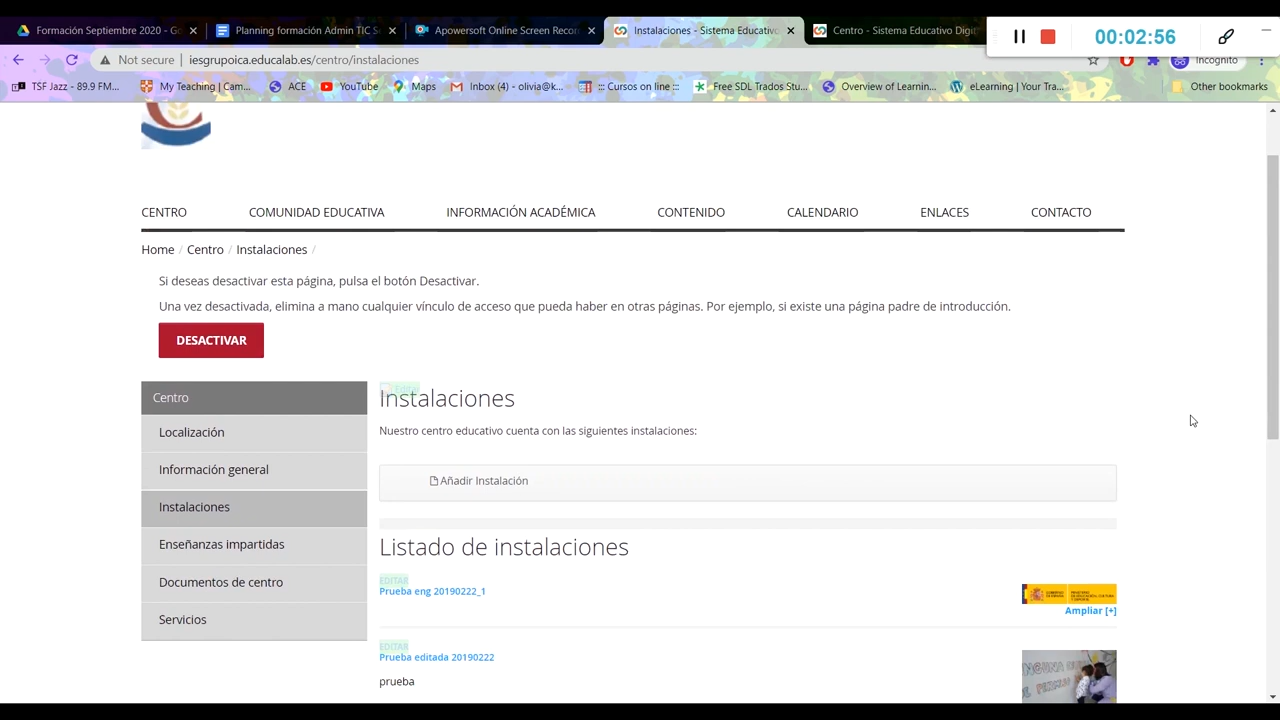 Formación Septiembre 2020 - Go
Planning formación Admin TIC S
Apowersoft Online Screen Recor
Instalaciones - Sistema Educativo
Centro - Sistema Educativo Digit
00:02:56
Not secure
iesgrupoica.educalab.es/centro/instalaciones
Incognito
TSF Jazz - 89.9 FM...
My Teaching | Cam...
ACE
YouTube
Maps
Inbox (4) - olivia@k...
::: Cursos on line :::
Free SDL Trados Stu...
Overview of Learnin...
eLearning | Your Tra...
Other bookmarks
CENTRO
COMUNIDAD EDUCATIVA
INFORMACIÓN ACADÉMICA
CONTENIDO
CALENDARIO
ENLACES
CONTACTO
Home / Centro / Instalaciones /
Si deseas desactivar esta página, pulsa el botón Desactivar.
Una vez desactivada, elimina a mano cualquier vínculo de acceso que pueda haber en otras páginas. Por ejemplo, si existe una página padre de introducción.
DESACTIVAR
Centro
Localización
Información general
Instalaciones
Enseñanzas impartidas
Documentos de centro
Servicios
Editar
Instalaciones
Nuestro centro educativo cuenta con las siguientes instalaciones:
Añadir Instalación
Listado de instalaciones
EDITAR
Prueba eng 20190222_1
Ampliar [+]
EDITAR
Prueba editada 20190222
prueba